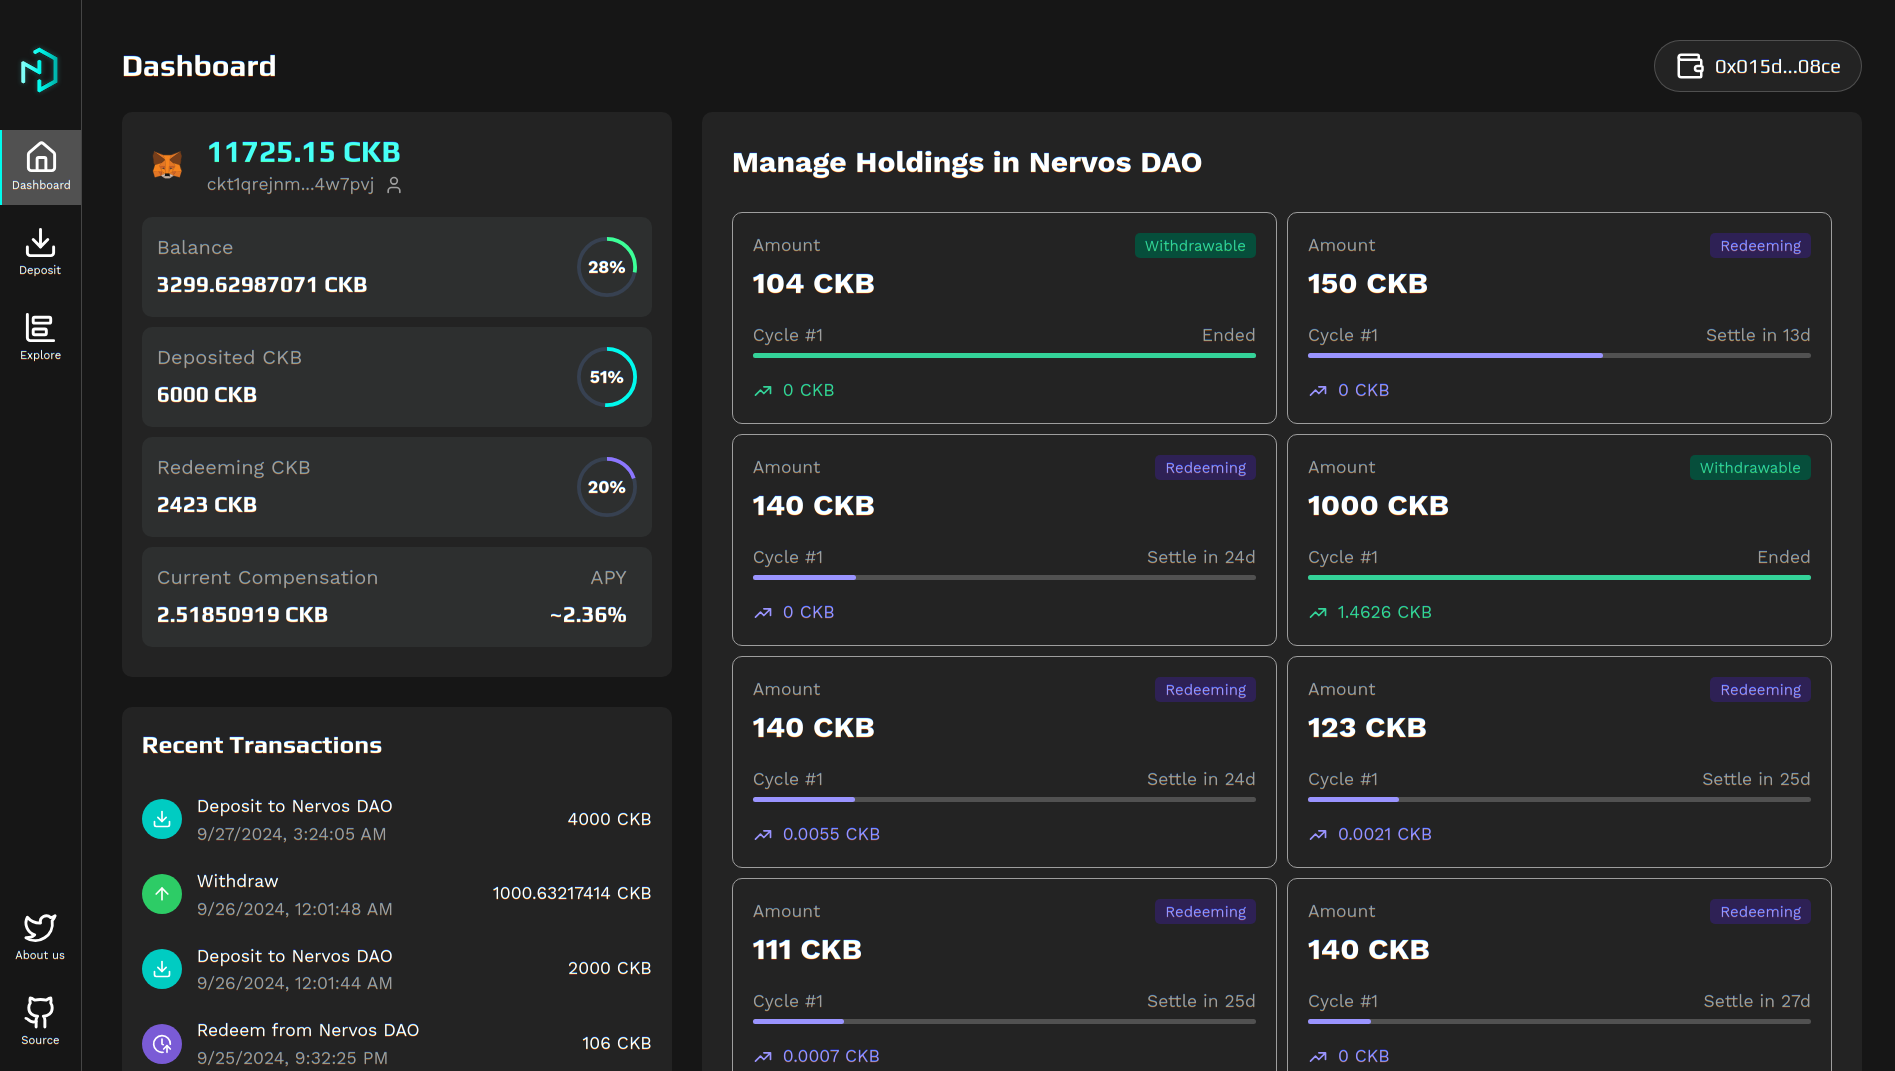 Dashboard
Deposit
Explore
About us
Source
Dashboard
0x015d...08ce
11725.15 CKB
ckt1qrejnm...4w7pvj
Balance
3299.62987071 CKB
28%
Deposited CKB
6000 CKB
51%
Redeeming CKB
2423 CKB
20%
Current Compensation
APY
2.51850919 CKB
~2.36%
Recent Transactions
Deposit to Nervos DAO
9/27/2024, 3:24:05 AM
4000 CKB
Withdraw
9/26/2024, 12:01:48 AM
1000.63217414 CKB
Deposit to Nervos DAO
9/26/2024, 12:01:44 AM
2000 CKB
Redeem from Nervos DAO
9/25/2024, 9:32:25 PM
106 CKB
Manage Holdings in Nervos DAO
Amount
Withdrawable
104 CKB
Cycle #1
Ended
0 CKB
Amount
Redeeming
150 CKB
Cycle #1
Settle in 13d
0 CKB
Amount
Redeeming
140 CKB
Cycle #1
Settle in 24d
0 CKB
Amount
Withdrawable
1000 CKB
Cycle #1
Ended
1.4626 CKB
Amount
Redeeming
140 CKB
Cycle #1
Settle in 24d
0.0055 CKB
Amount
Redeeming
123 CKB
Cycle #1
Settle in 25d
0.0021 CKB
Amount
Redeeming
111 CKB
Cycle #1
Settle in 25d
0.0007 CKB
Amount
Redeeming
140 CKB
Cycle #1
Settle in 27d
0 CKB